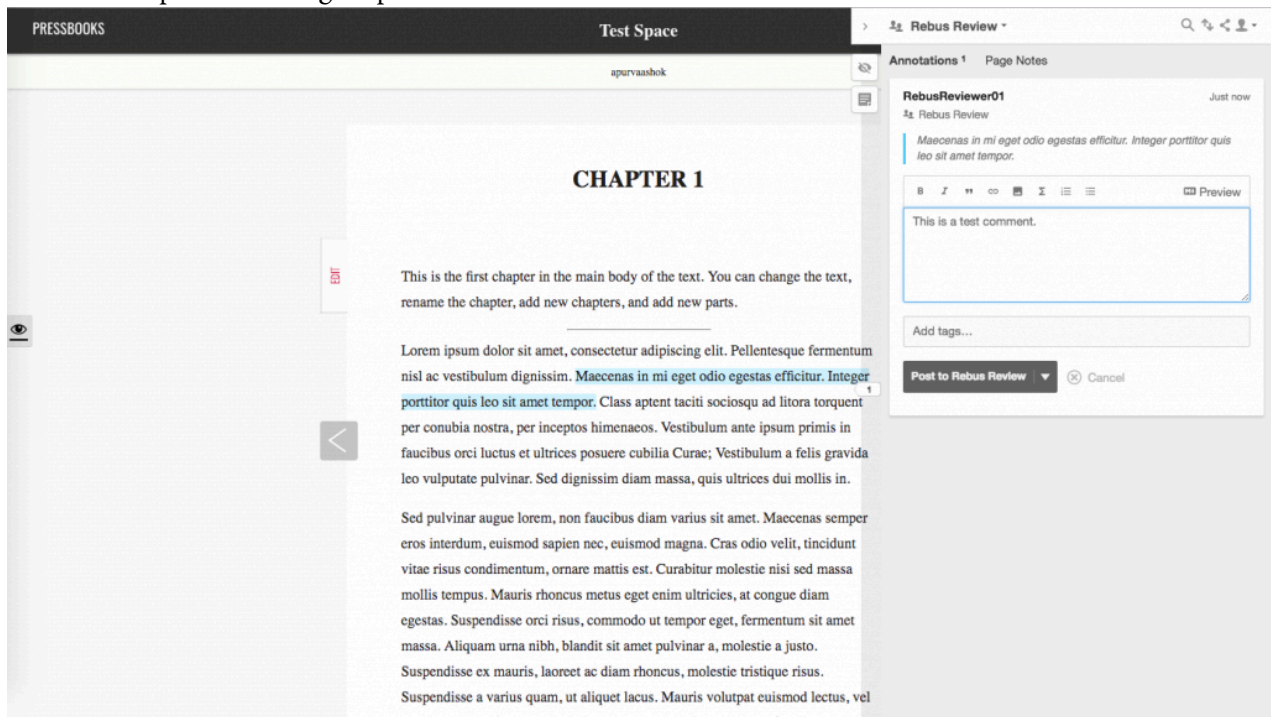 PRESSBOOKS
Test Space
apurvaashok
CHAPTER 1
EDIT
This is the first chapter in the main body of the text. You can change the text,
rename the chapter, add new chapters, and add new parts.
Lorem ipsum dolor sit amet, consectetur adipiscing elit. Pellentesque fermentum
nisl ac vestibulum dignissim. Maecenas in mi eget odio egestas efficitur. Integer
porttitor quis leo sit amet tempor. Class aptent taciti sociosqu ad litora torquent
per conubia nostra, per inceptos himenaeos. Vestibulum ante ipsum primis in
faucibus orci luctus et ultrices posuere cubilia Curae; Vestibulum a felis gravida
leo vulputate pulvinar. Sed dignissim diam massa, quis ultrices dui mollis in.
Sed pulvinar augue lorem, non faucibus diam varius sit amet. Maecenas semper
eros interdum, euismod sapien nec, euismod magna. Cras odio velit, tincidunt
vitae risus condimentum, ornare mattis est. Curabitur molestie nisi sed massa
mollis tempus. Mauris rhoncus metus eget enim ultricies, at congue diam
egestas. Suspendisse orci risus, commodo ut tempor eget, fermentum sit amet
massa. Aliquam urna nibh, blandit sit amet pulvinar a, molestie a justo.
Suspendisse ex mauris, laoreet ac diam rhoncus, molestie tristique risus.
Suspendisse a varius quam, ut aliquet lacus. Mauris volutpat euismod lectus, vel
1
Rebus Review
Annotations 1 Page Notes
RebusReviewer01 Just now
Rebus Review
Maecenas in mi eget odio egestas efficitur. Integer porttitor quis
leo sit amet tempor.
B I " Σ Preview
This is a test comment.
Add tags...
Post to Rebus Review Cancel